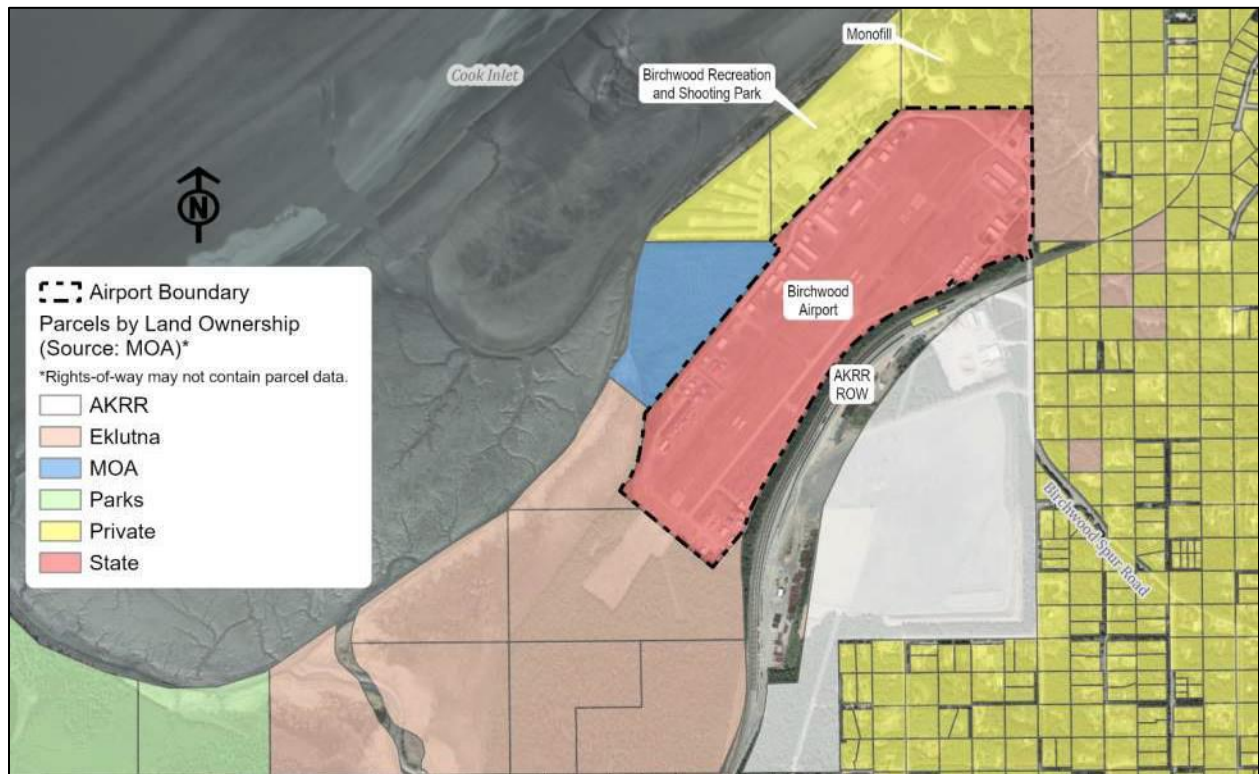 Monofill
Cook Inlet
Birchwood Recreation
and Shooting Park
N
Airport Boundary
Parcels by Land Ownership
(Source: MOA)*
*Rights-of-way may not contain parcel data.
AKRR
Eklutna
MOA
Parks
Private
State
Birchwood
Airport
AKRR
ROW
Birchwood Spur Road